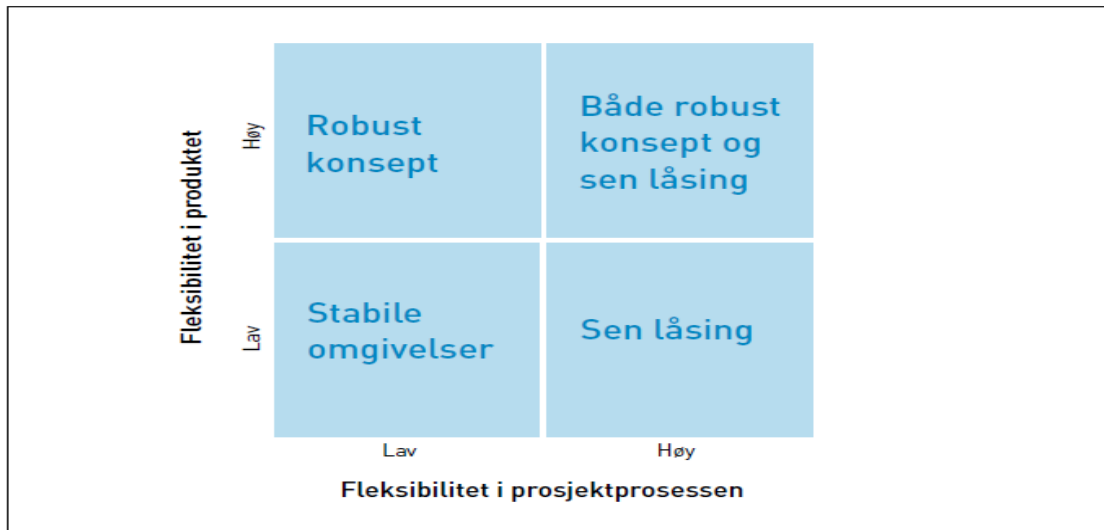 Fleksibilitet i produktet
Høy
Lav
Robust
konsept
Både robust
konsept og
sen låsing
Stabile
omgivelser
Sen låsing
Lav
Høy
Fleksibilitet i prosjektprosessen